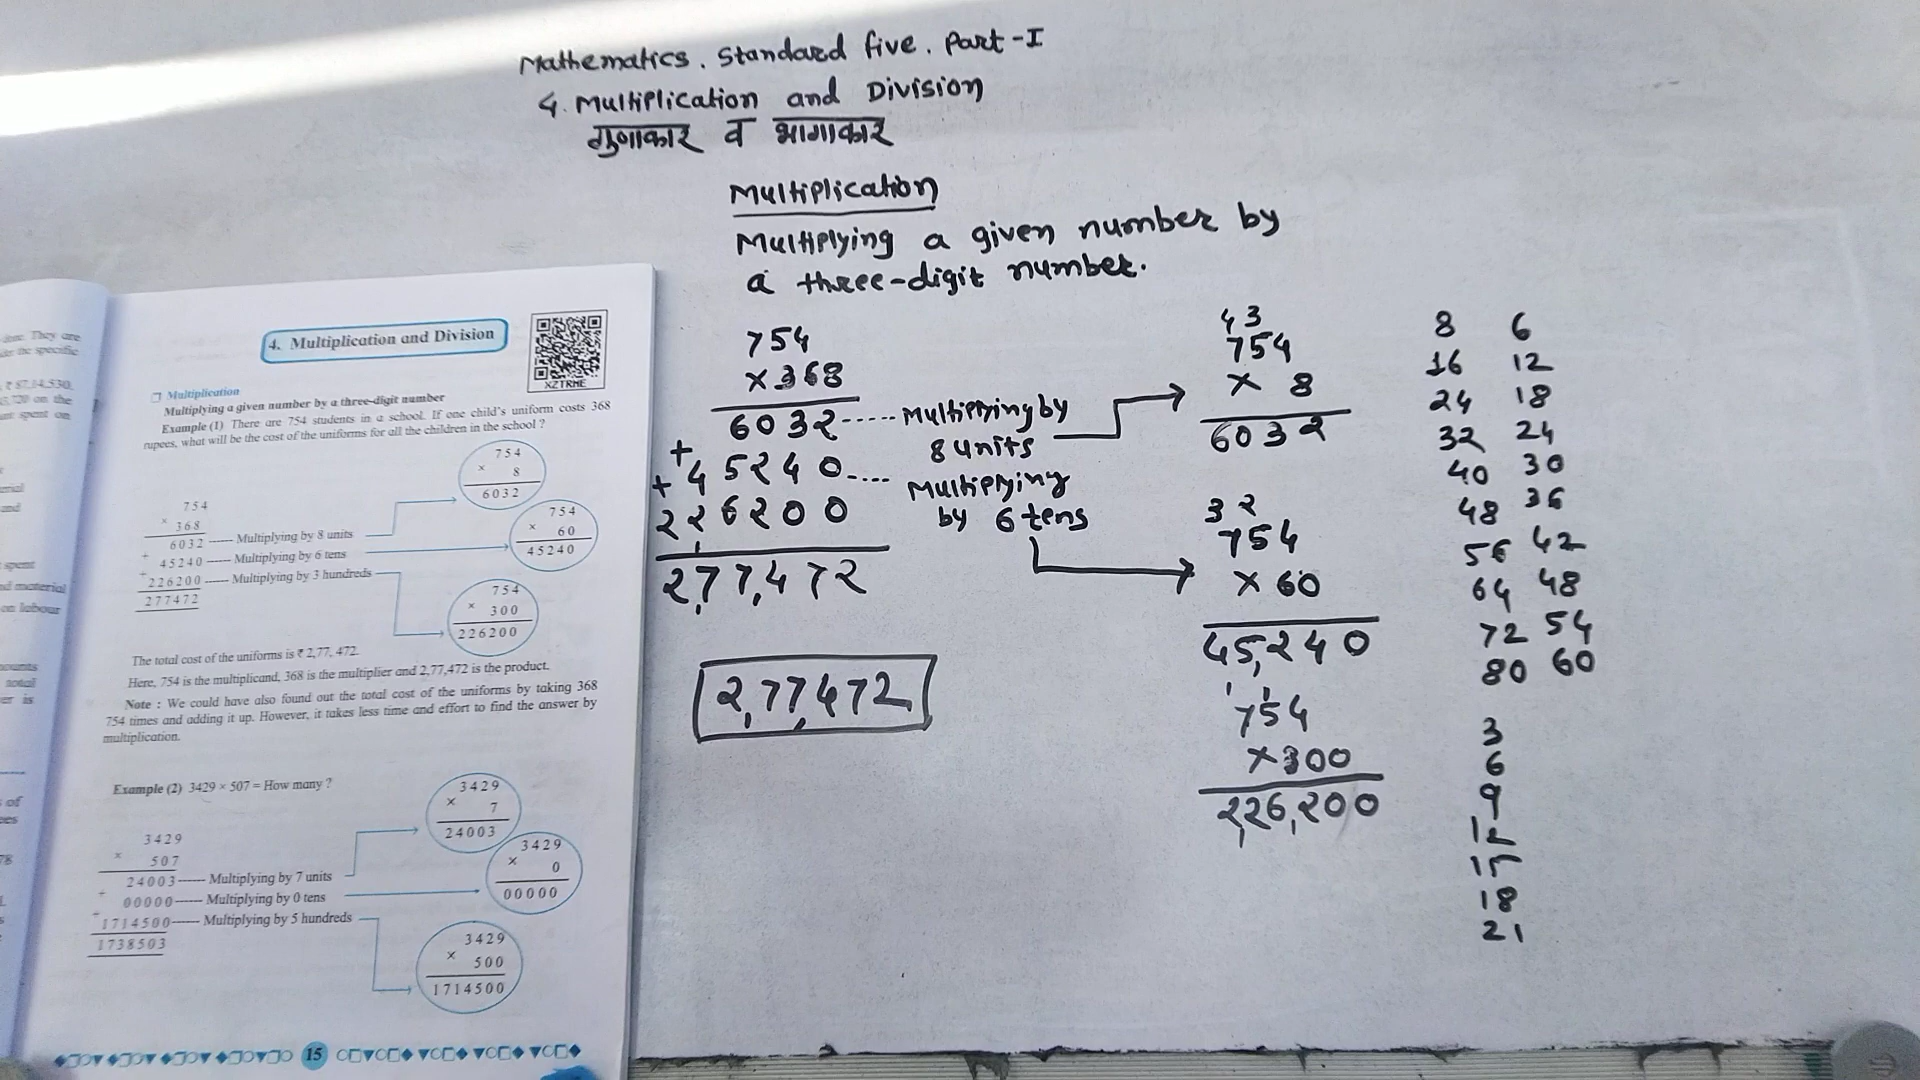 Mathematics. Standard five. Part-I
4. Multiplication and Division
गुणाकार व भागाकार
Multiplication
Multiplying a given number by
a three-digit number.
754
×368
6032 ----- Multiplying by
8 units
+ 45240 ---- Multiplying
by 6 tens
+ 226200
2,77,472
2,77,472
43
754
× 8
6032
32
754
×60
45,240
1 1
754
×300
2,26,200
8 6
16 12
24 18
32 24
40 30
48 36
56 42
64 48
72 54
80 60
3
6
9
12
15
18
21
4. Multiplication and Division
XZTRHE
Multiplication
Multiplying a given number by a three-digit number
Example (1) There are 754 students in a school. If one child's uniform costs 368
rupees, what will be the cost of the uniforms for all the children in the school ?
754
× 368
6032 ------ Multiplying by 8 units
+ 45240 ------ Multiplying by 6 tens
+ 226200 ------ Multiplying by 3 hundreds
277472
754
× 8
6032
754
× 60
45240
754
× 300
226200
The total cost of the uniforms is ₹ 2,77, 472.
Here, 754 is the multiplicand, 368 is the multiplier and 2,77,472 is the product.
Note : We could have also found out the total cost of the uniforms by taking 368
754 times and adding it up. However, it takes less time and effort to find the answer by
multiplication.
Example (2) 3429 × 507 = How many ?
3429
× 507
24003 ------ Multiplying by 7 units
+ 00000 ------ Multiplying by 0 tens
+ 1714500 ------ Multiplying by 5 hundreds
1738503
3429
× 7
24003
3429
× 0
00000
3429
× 500
1714500
15